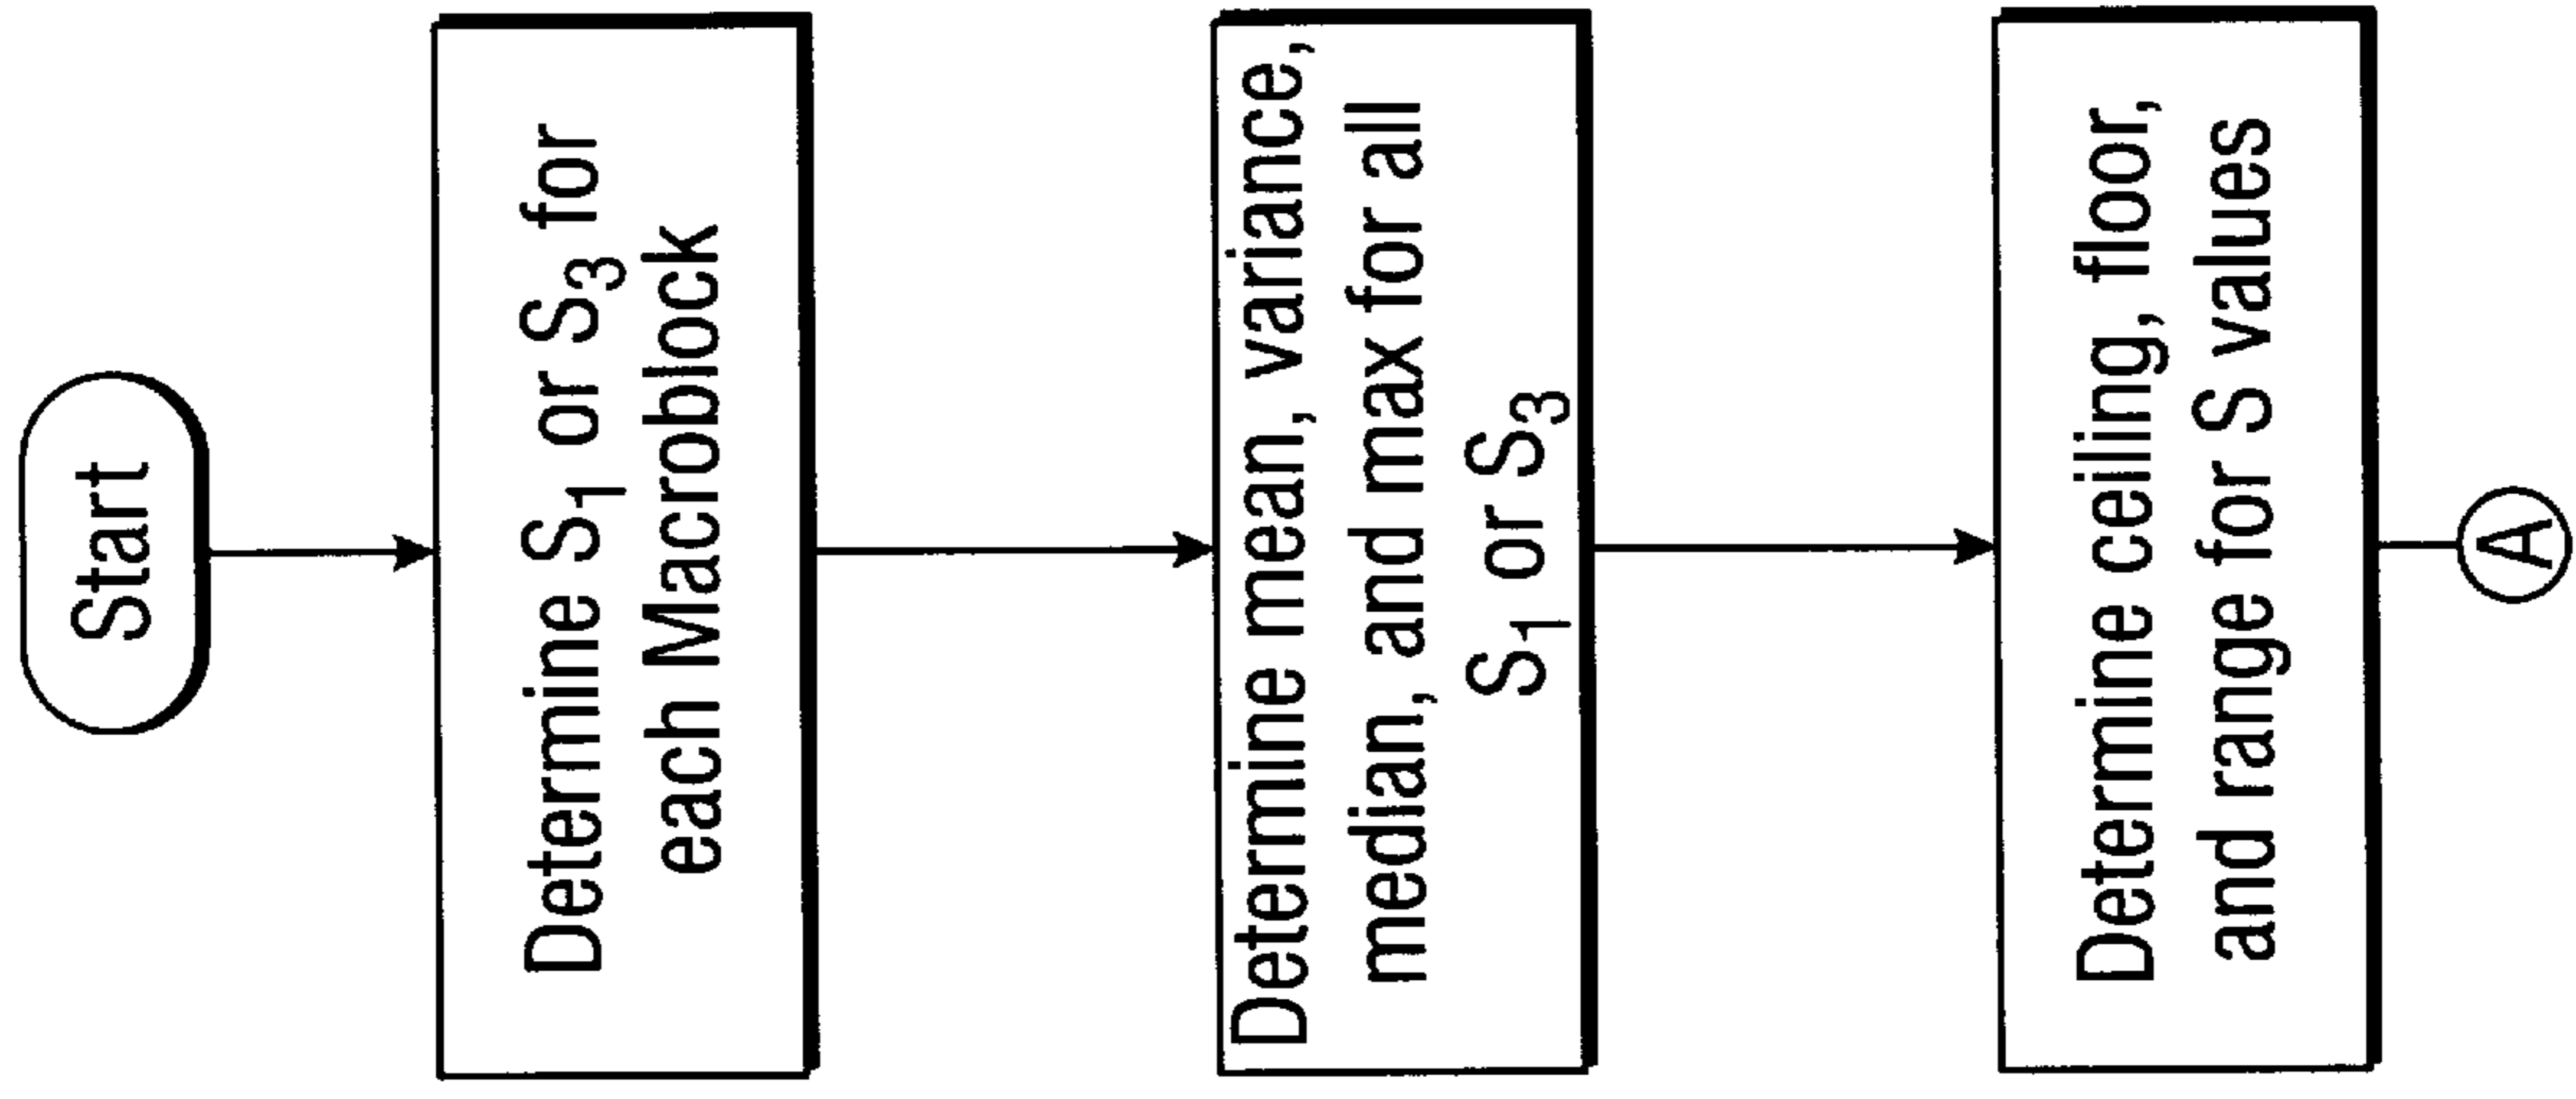 Start
Determine S₁ or S₃ for
each Macroblock
Determine mean, variance,
median, and max for all
S₁ or S₃
Determine ceiling, floor,
and range for S values
A